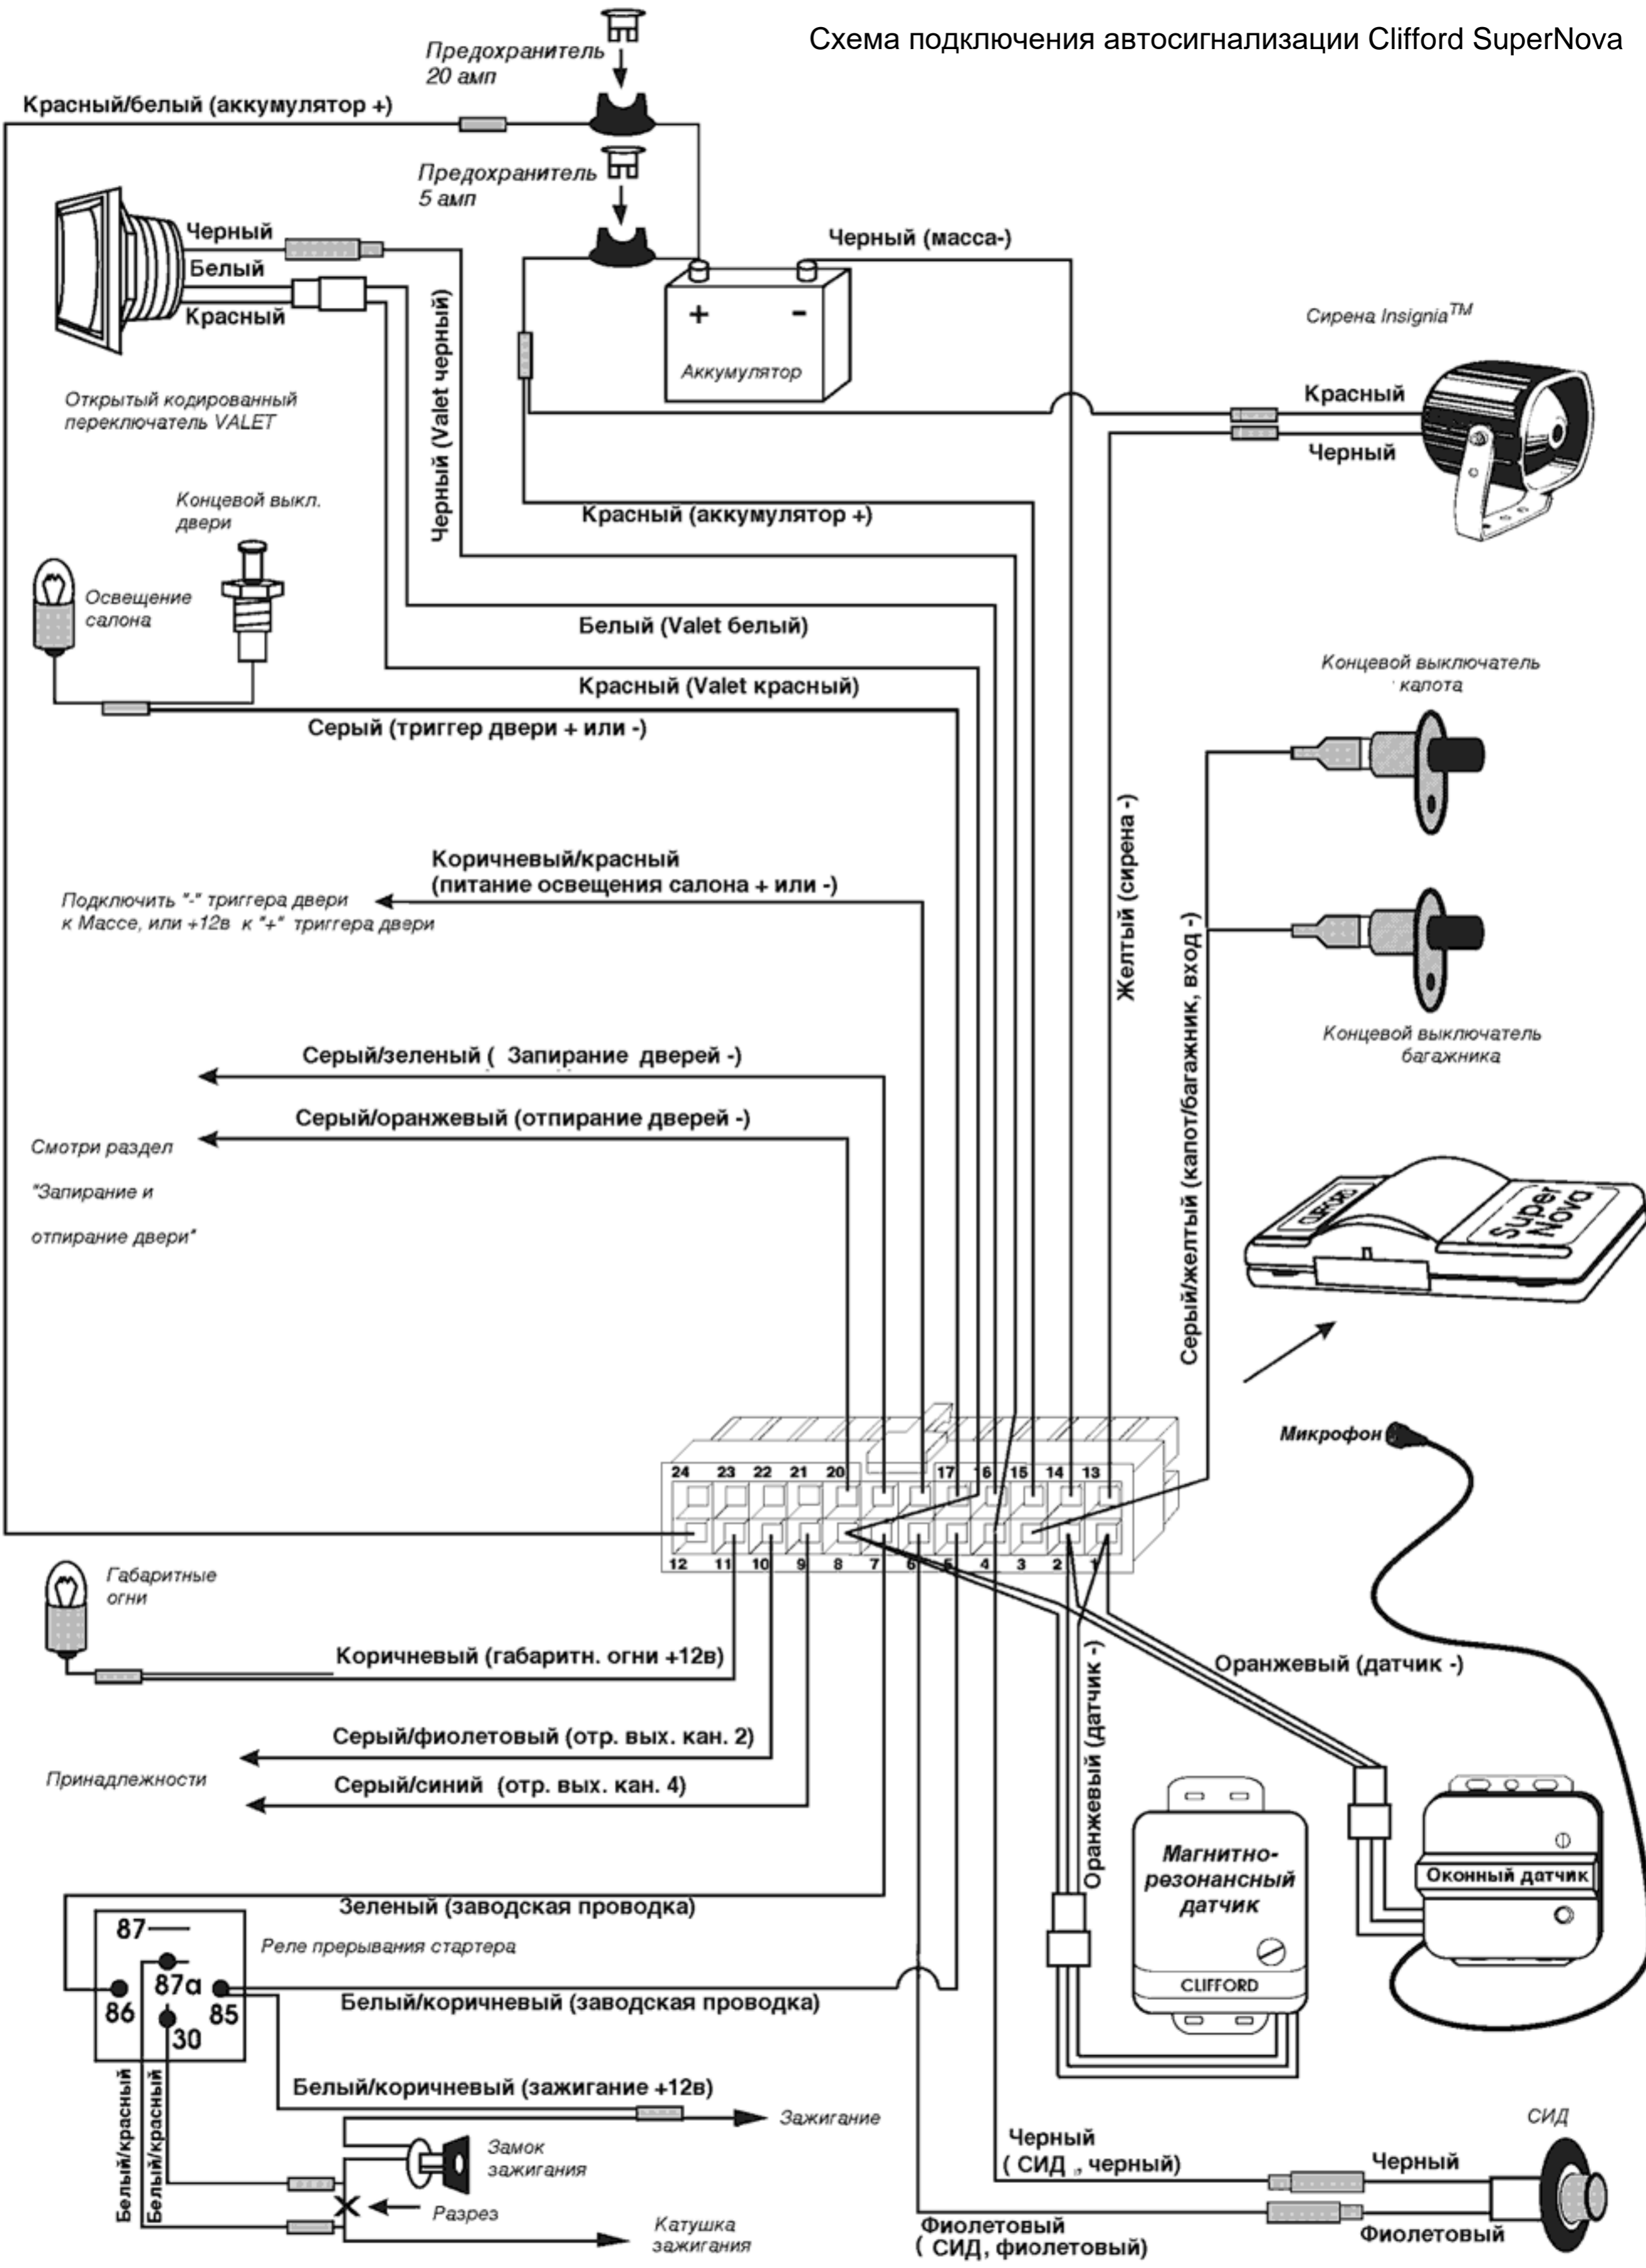 Схема подключения автосигнализации Clifford SuperNova
Предохранитель
20 амп
Красный/белый (аккумулятор +)
Предохранитель
5 амп
Черный
Белый
Красный
Черный (масса-)
+ -
Аккумулятор
Открытый кодированный
переключатель VALET
Черный (Valet черный)
Сирена Insignia™
Красный
Черный
Концевой выкл.
двери
Красный (аккумулятор +)
Освещение
салона
Белый (Valet белый)
Красный (Valet красный)
Серый (триггер двери + или -)
Концевой выключатель
капота
Желтый (сирена -)
Коричневый/красный
(питание освещения салона + или -)
Подключить "-" триггера двери
к Массе, или +12в к "+" триггера двери
Серый/желтый (капот/багажник, вход -)
Концевой выключатель
багажника
Серый/зеленый ( Запирание дверей -)
Серый/оранжевый (отпирание дверей -)
Смотри раздел
"Запирание и
отпирание двери"
CLIFFORD
Super
Nova
Микрофон
24 23 22 21 20 17 16 15 14 13
12 11 10 9 8 7 6 5 4 3 2 1
Габаритные
огни
Коричневый (габаритн. огни +12в)
Оранжевый (датчик -)
Оранжевый (датчик -)
Серый/фиолетовый (отр. вых. кан. 2)
Принадлежности
Серый/синий (отр. вых. кан. 4)
Магнитно-
резонансный
датчик
CLIFFORD
Оконный датчик
Зеленый (заводская проводка)
87
87a
86
85
30
Реле прерывания стартера
Белый/коричневый (заводская проводка)
Белый/красный
Белый/красный
Белый/коричневый (зажигание +12в)
Зажигание
Замок
зажигания
Разрез
Катушка
зажигания
Черный
( СИД , черный)
Фиолетовый
( СИД, фиолетовый)
СИД
Черный
Фиолетовый